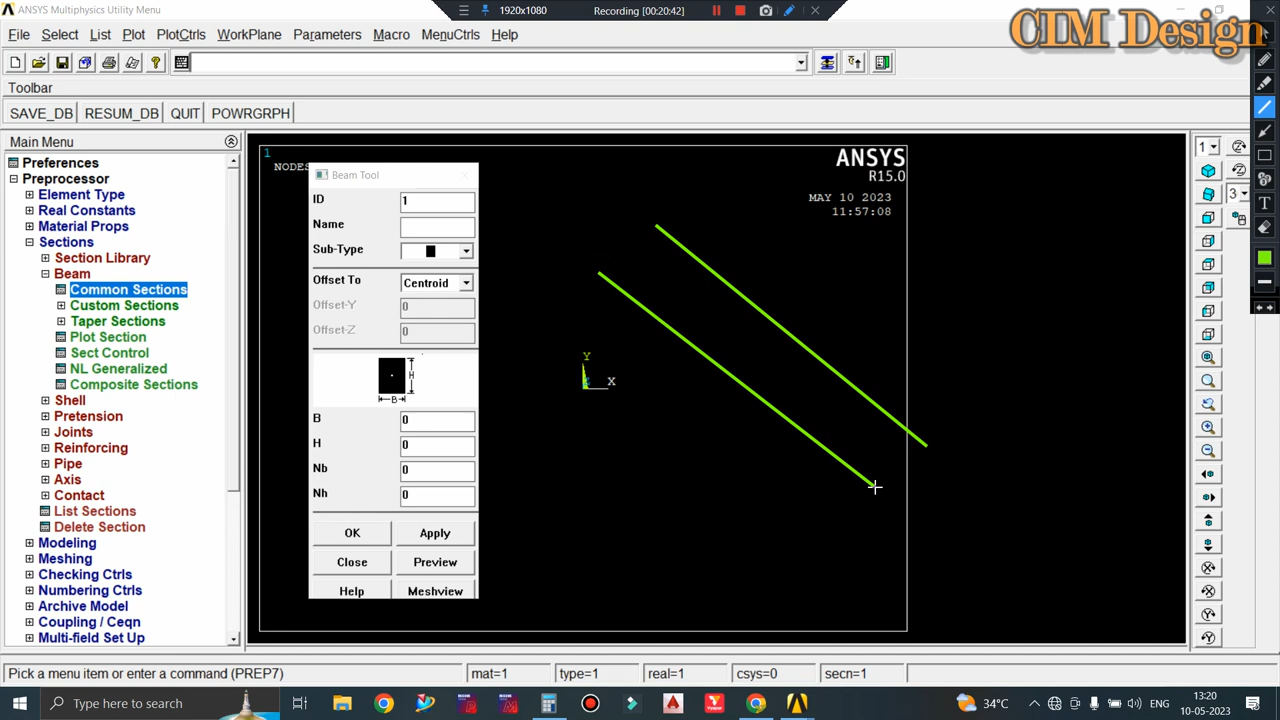 ANSYS Multiphysics Utility Menu
1920x1080
Recording [00:20:42]
CIM Design
File Select List Plot PlotCtrls WorkPlane Parameters Macro MenuCtrls Help
Toolbar
SAVE_DB RESUM_DB QUIT POWRGRPH
Main Menu
Preferences
Preprocessor
Element Type
Real Constants
Material Props
Sections
Section Library
Beam
Common Sections
Custom Sections
Taper Sections
Plot Section
Sect Control
NL Generalized
Composite Sections
Shell
Pretension
Joints
Reinforcing
Pipe
Axis
Contact
List Sections
Delete Section
Modeling
Meshing
Checking Ctrls
Numbering Ctrls
Archive Model
Coupling / Ceqn
Multi-field Set Up
1
NODES
Beam Tool
ID 1
Name
Sub-Type
Offset To Centroid
Offset-Y 0
Offset-Z 0
H
B
B 0
H 0
Nb 0
Nh 0
OK Apply
Close Preview
Help Meshview
ANSYS
R15.0
MAY 10 2023
11:57:08
Y
X
1
3
T
Pick a menu item or enter a command (PREP7)
mat=1 type=1 real=1 csys=0 secn=1
Type here to search
34°C
ENG
13:20
10-05-2023